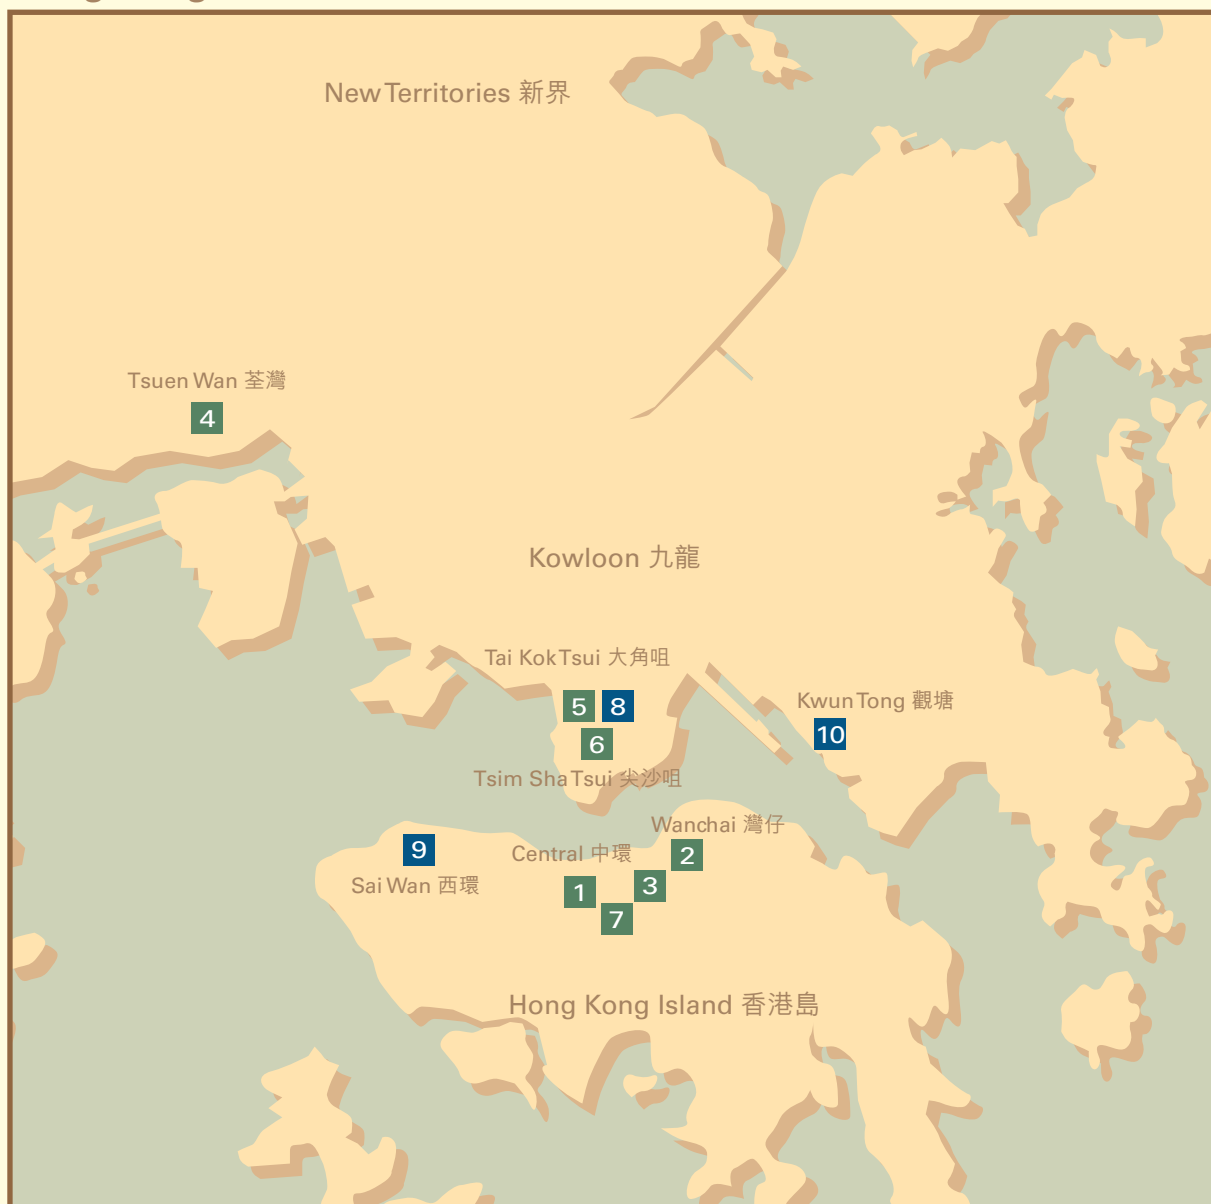 New Territories 新界
Tsuen Wan 荃灣
4
Kowloon 九龍
Tai Kok Tsui 大角咀
5 8
Kwun Tong 觀塘
10
6
Tsim Sha Tsui 尖沙咀
Wanchai 灣仔
2
9
Central 中環
Sai Wan 西環
1 3
7
Hong Kong Island 香港島